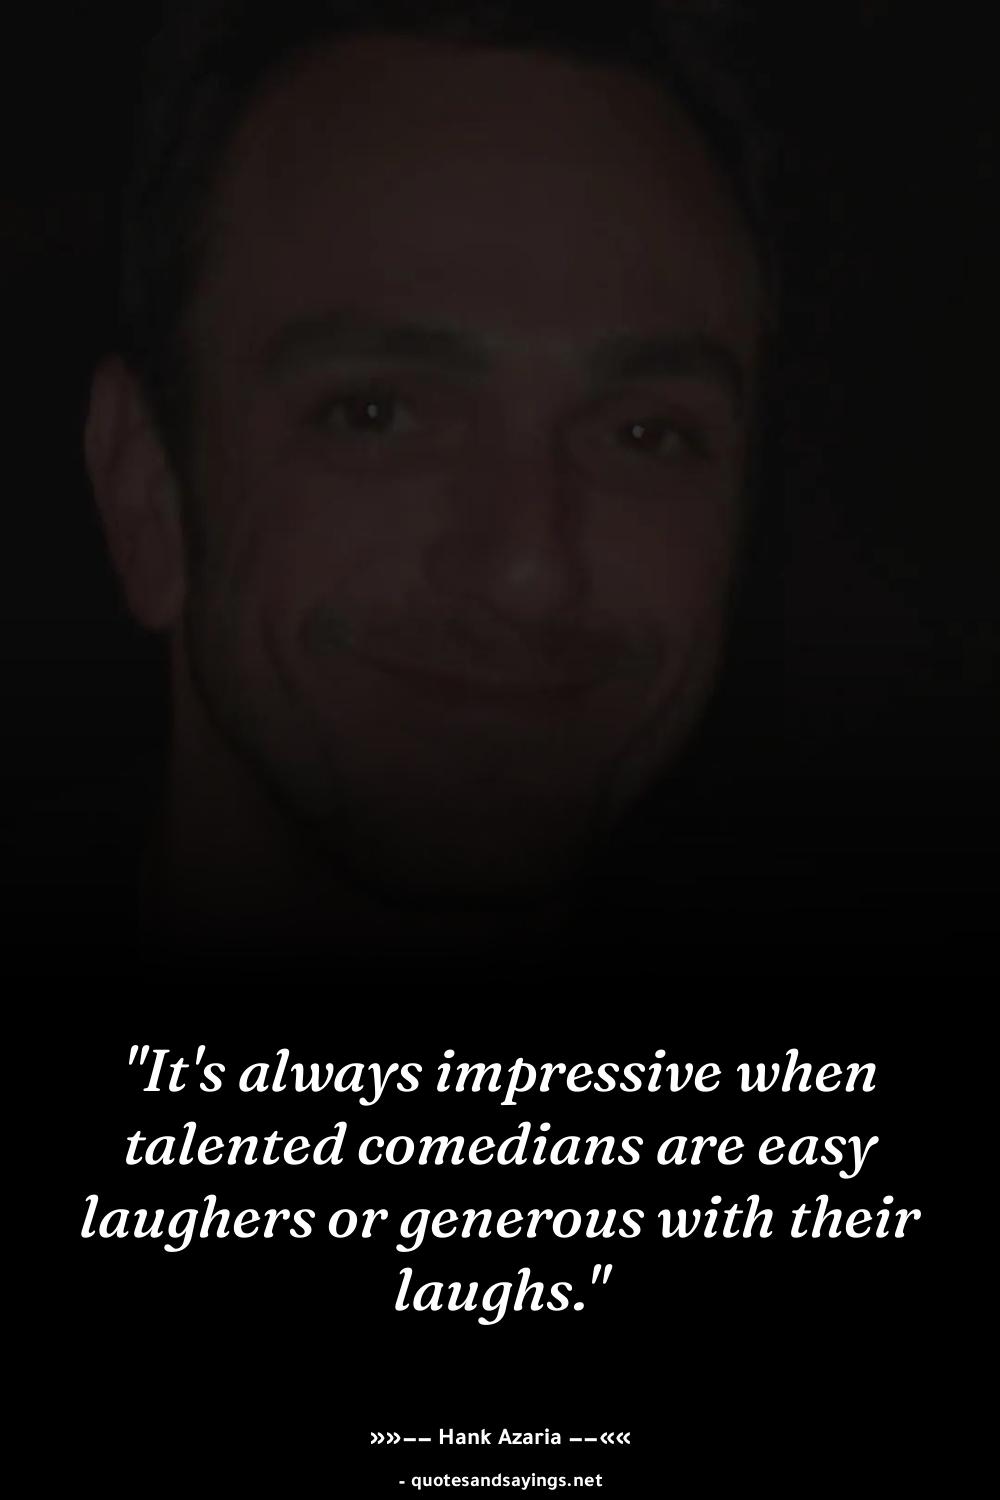 "It's always impressive when
talented comedians are easy
laughers or generous with their
laughs."
»»–– Hank Azaria ––««
- quotesandsayings.net